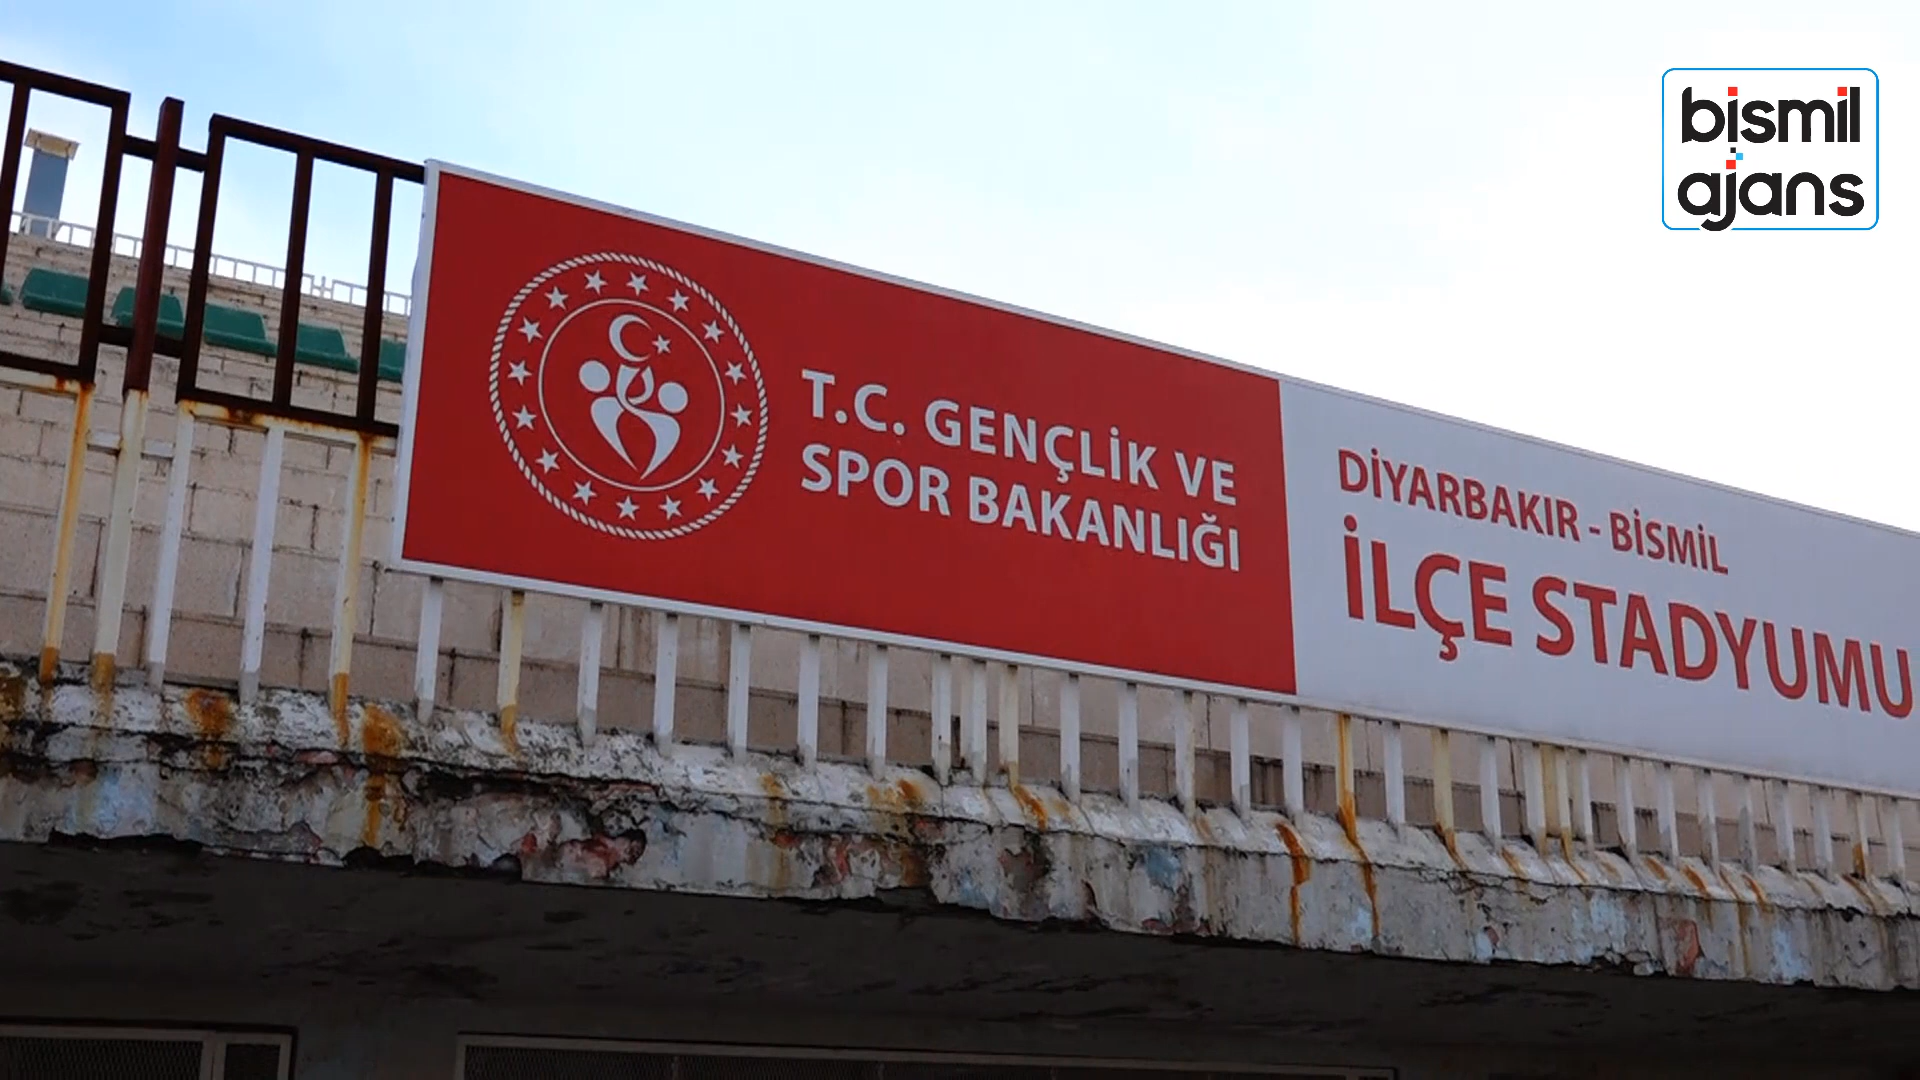 bismil
ajans
T.C. GENÇLİK VE
SPOR BAKANLIĞI
DİYARBAKIR - BİSMİL
İLÇE STADYUMU